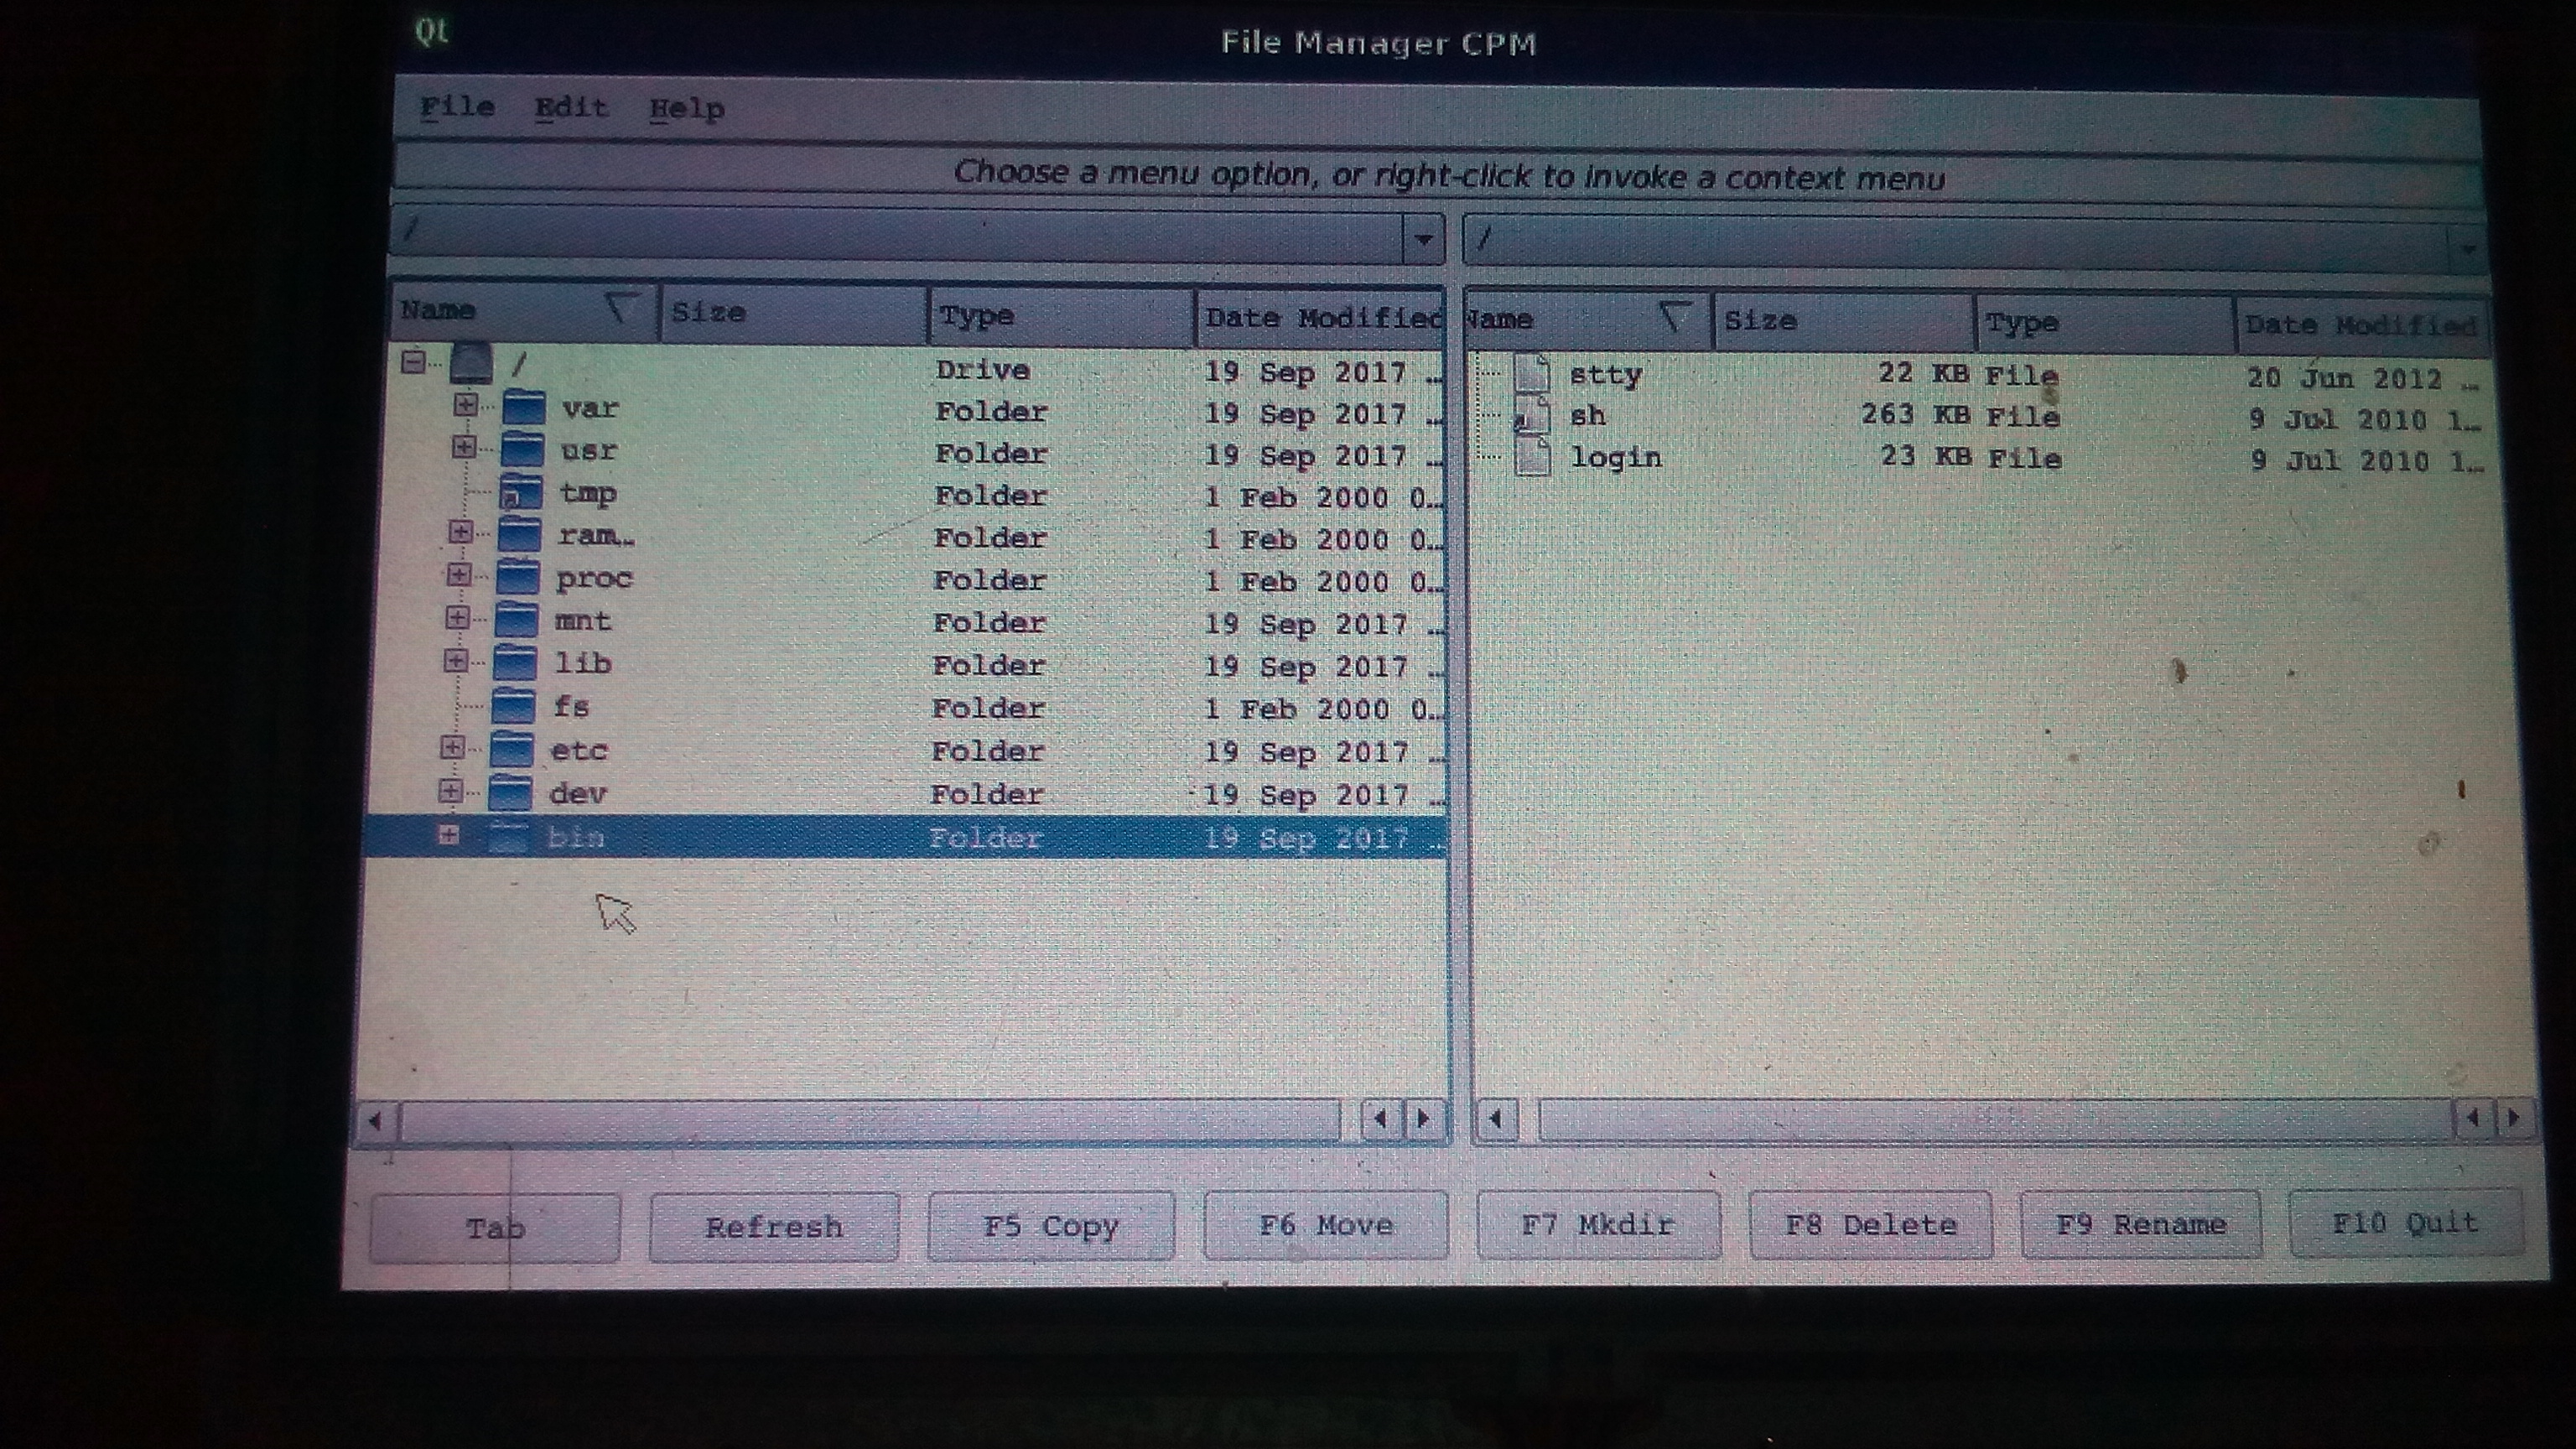 Qt File Manager CPM
File Edit Help
Choose a menu option, or right-click to invoke a context menu
/ /
Name Size Type Date Modified
/ Drive 19 Sep 2017 …
var Folder 19 Sep 2017 …
usr Folder 19 Sep 2017 …
tmp Folder 1 Feb 2000 0…
ram… Folder 1 Feb 2000 0…
proc Folder 1 Feb 2000 0…
mnt Folder 19 Sep 2017 …
lib Folder 19 Sep 2017 …
fs Folder 1 Feb 2000 0…
etc Folder 19 Sep 2017 …
dev Folder 19 Sep 2017 …
bin Folder 19 Sep 2017 …
Name Size Type Date Modified
stty 22 KB File 20 Jun 2012 …
sh 263 KB File 9 Jul 2010 1…
login 23 KB File 9 Jul 2010 1…
Tab Refresh F5 Copy F6 Move F7 Mkdir F8 Delete F9 Rename F10 Quit